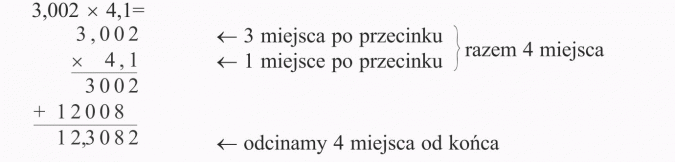 3,002 × 4,1=
3,002 ← 3 miejsca po przecinku
× 4,1 ← 1 miejsce po przecinku
razem 4 miejsca
3002
+ 12008
12,3082 ← odcinamy 4 miejsca od końca